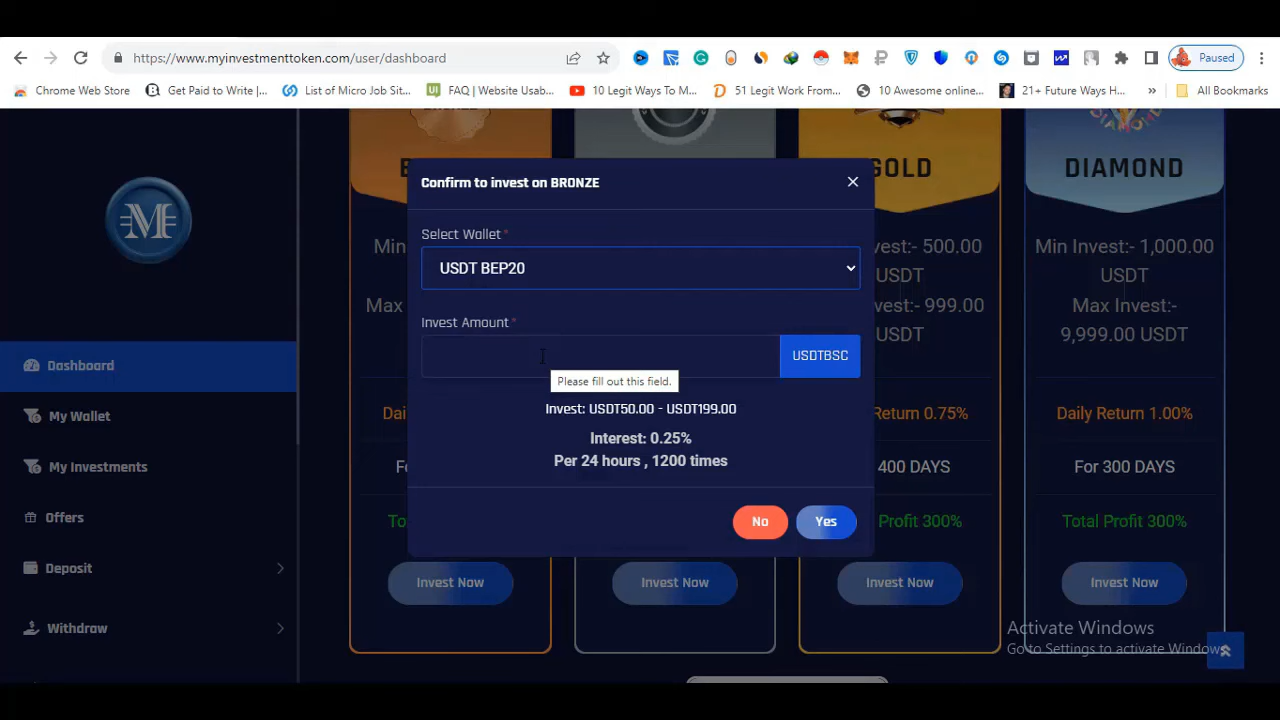 https://www.myinvestmenttoken.com/user/dashboard
Paused
Chrome Web Store
Get Paid to Write |...
List of Micro Job Sit...
FAQ | Website Usab...
10 Legit Ways To M...
51 Legit Work From...
10 Awesome online...
21+ Future Ways H...
All Bookmarks
M
Dashboard
My Wallet
My Investments
Offers
Deposit
Withdraw
Confirm to invest on BRONZE
Select Wallet *
USDT BEP20
Invest Amount *
USDTBSC
Please fill out this field.
Invest: USDT50.00 - USDT199.00
Interest: 0.25%
Per 24 hours , 1200 times
No
Yes
B
Min
Max
Dai
Fo
To
Invest Now
Invest Now
GOLD
vest:- 500.00
USDT
vest:- 999.00
USDT
Return 0.75%
400 DAYS
Profit 300%
Invest Now
DIAMOND
DIAMOND
Min Invest:- 1,000.00
USDT
Max Invest:-
9,999.00 USDT
Daily Return 1.00%
For 300 DAYS
Total Profit 300%
Invest Now
Activate Windows
Go to Settings to activate Windows